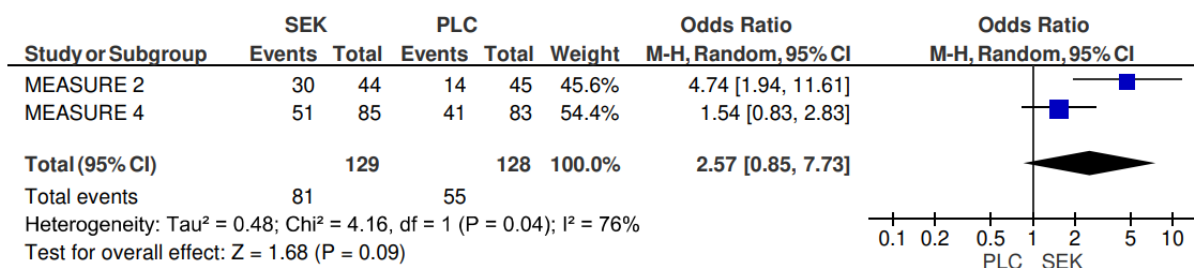 SEK PLC Odds Ratio Odds Ratio
Study or Subgroup Events Total Events Total Weight M-H, Random, 95% CI M-H, Random, 95% CI
MEASURE 2 30 44 14 45 45.6% 4.74 [1.94, 11.61]
MEASURE 4 51 85 41 83 54.4% 1.54 [0.83, 2.83]
Total (95% CI) 129 128 100.0% 2.57 [0.85, 7.73]
Total events 81 55
Heterogeneity: Tau² = 0.48; Chi² = 4.16, df = 1 (P = 0.04); I² = 76%
Test for overall effect: Z = 1.68 (P = 0.09)
0.1 0.2 0.5 1 2 5 10
PLC SEK